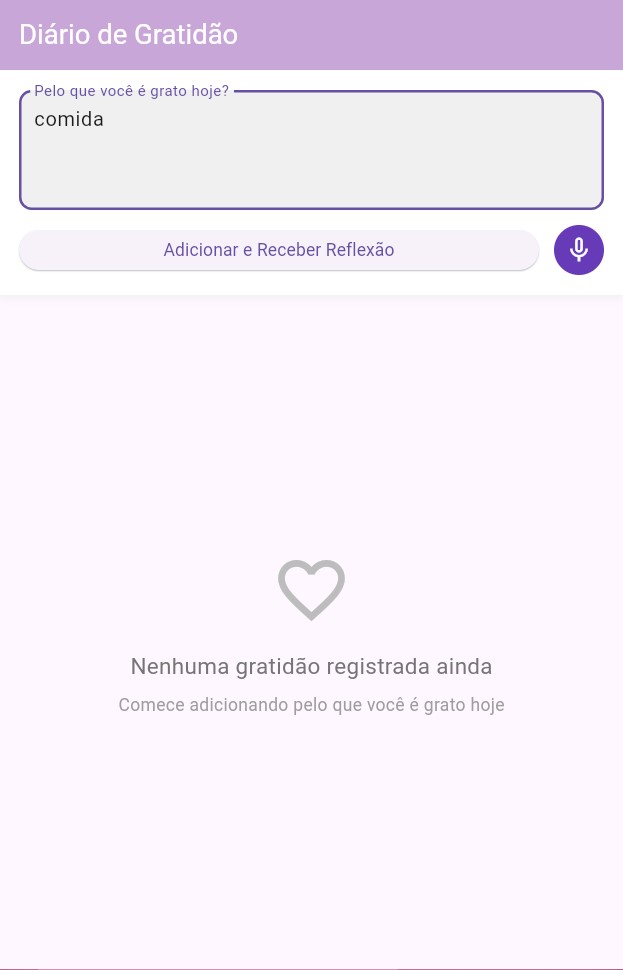 Diário de Gratidão
Pelo que você é grato hoje?
comida
Adicionar e Receber Reflexão
Nenhuma gratidão registrada ainda
Comece adicionando pelo que você é grato hoje